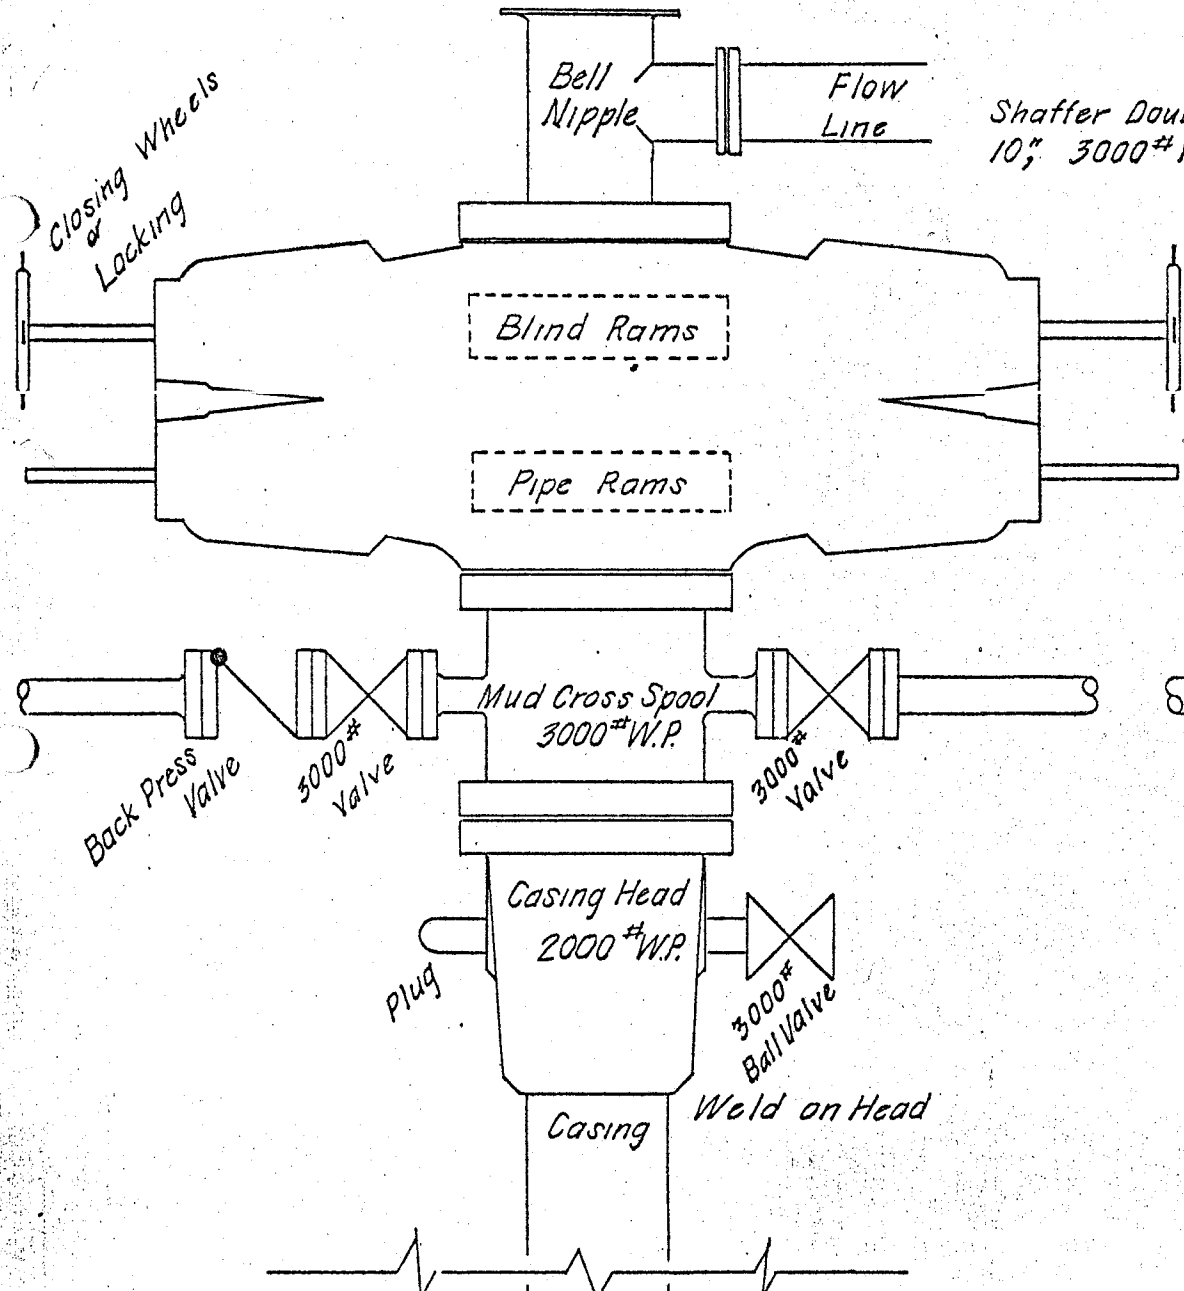 Bell
Nipple
Flow
Line
Shaffer
10", 3000#
Closing Wheels
or
Locking
Blind Rams
Pipe Rams
Mud Cross Spool
3000# W.P.
Back Press
Valve
3000#
Valve
3000#
Valve
Casing Head
2000# W.P.
Plug
3000#
Ball Valve
Weld on Head
Casing